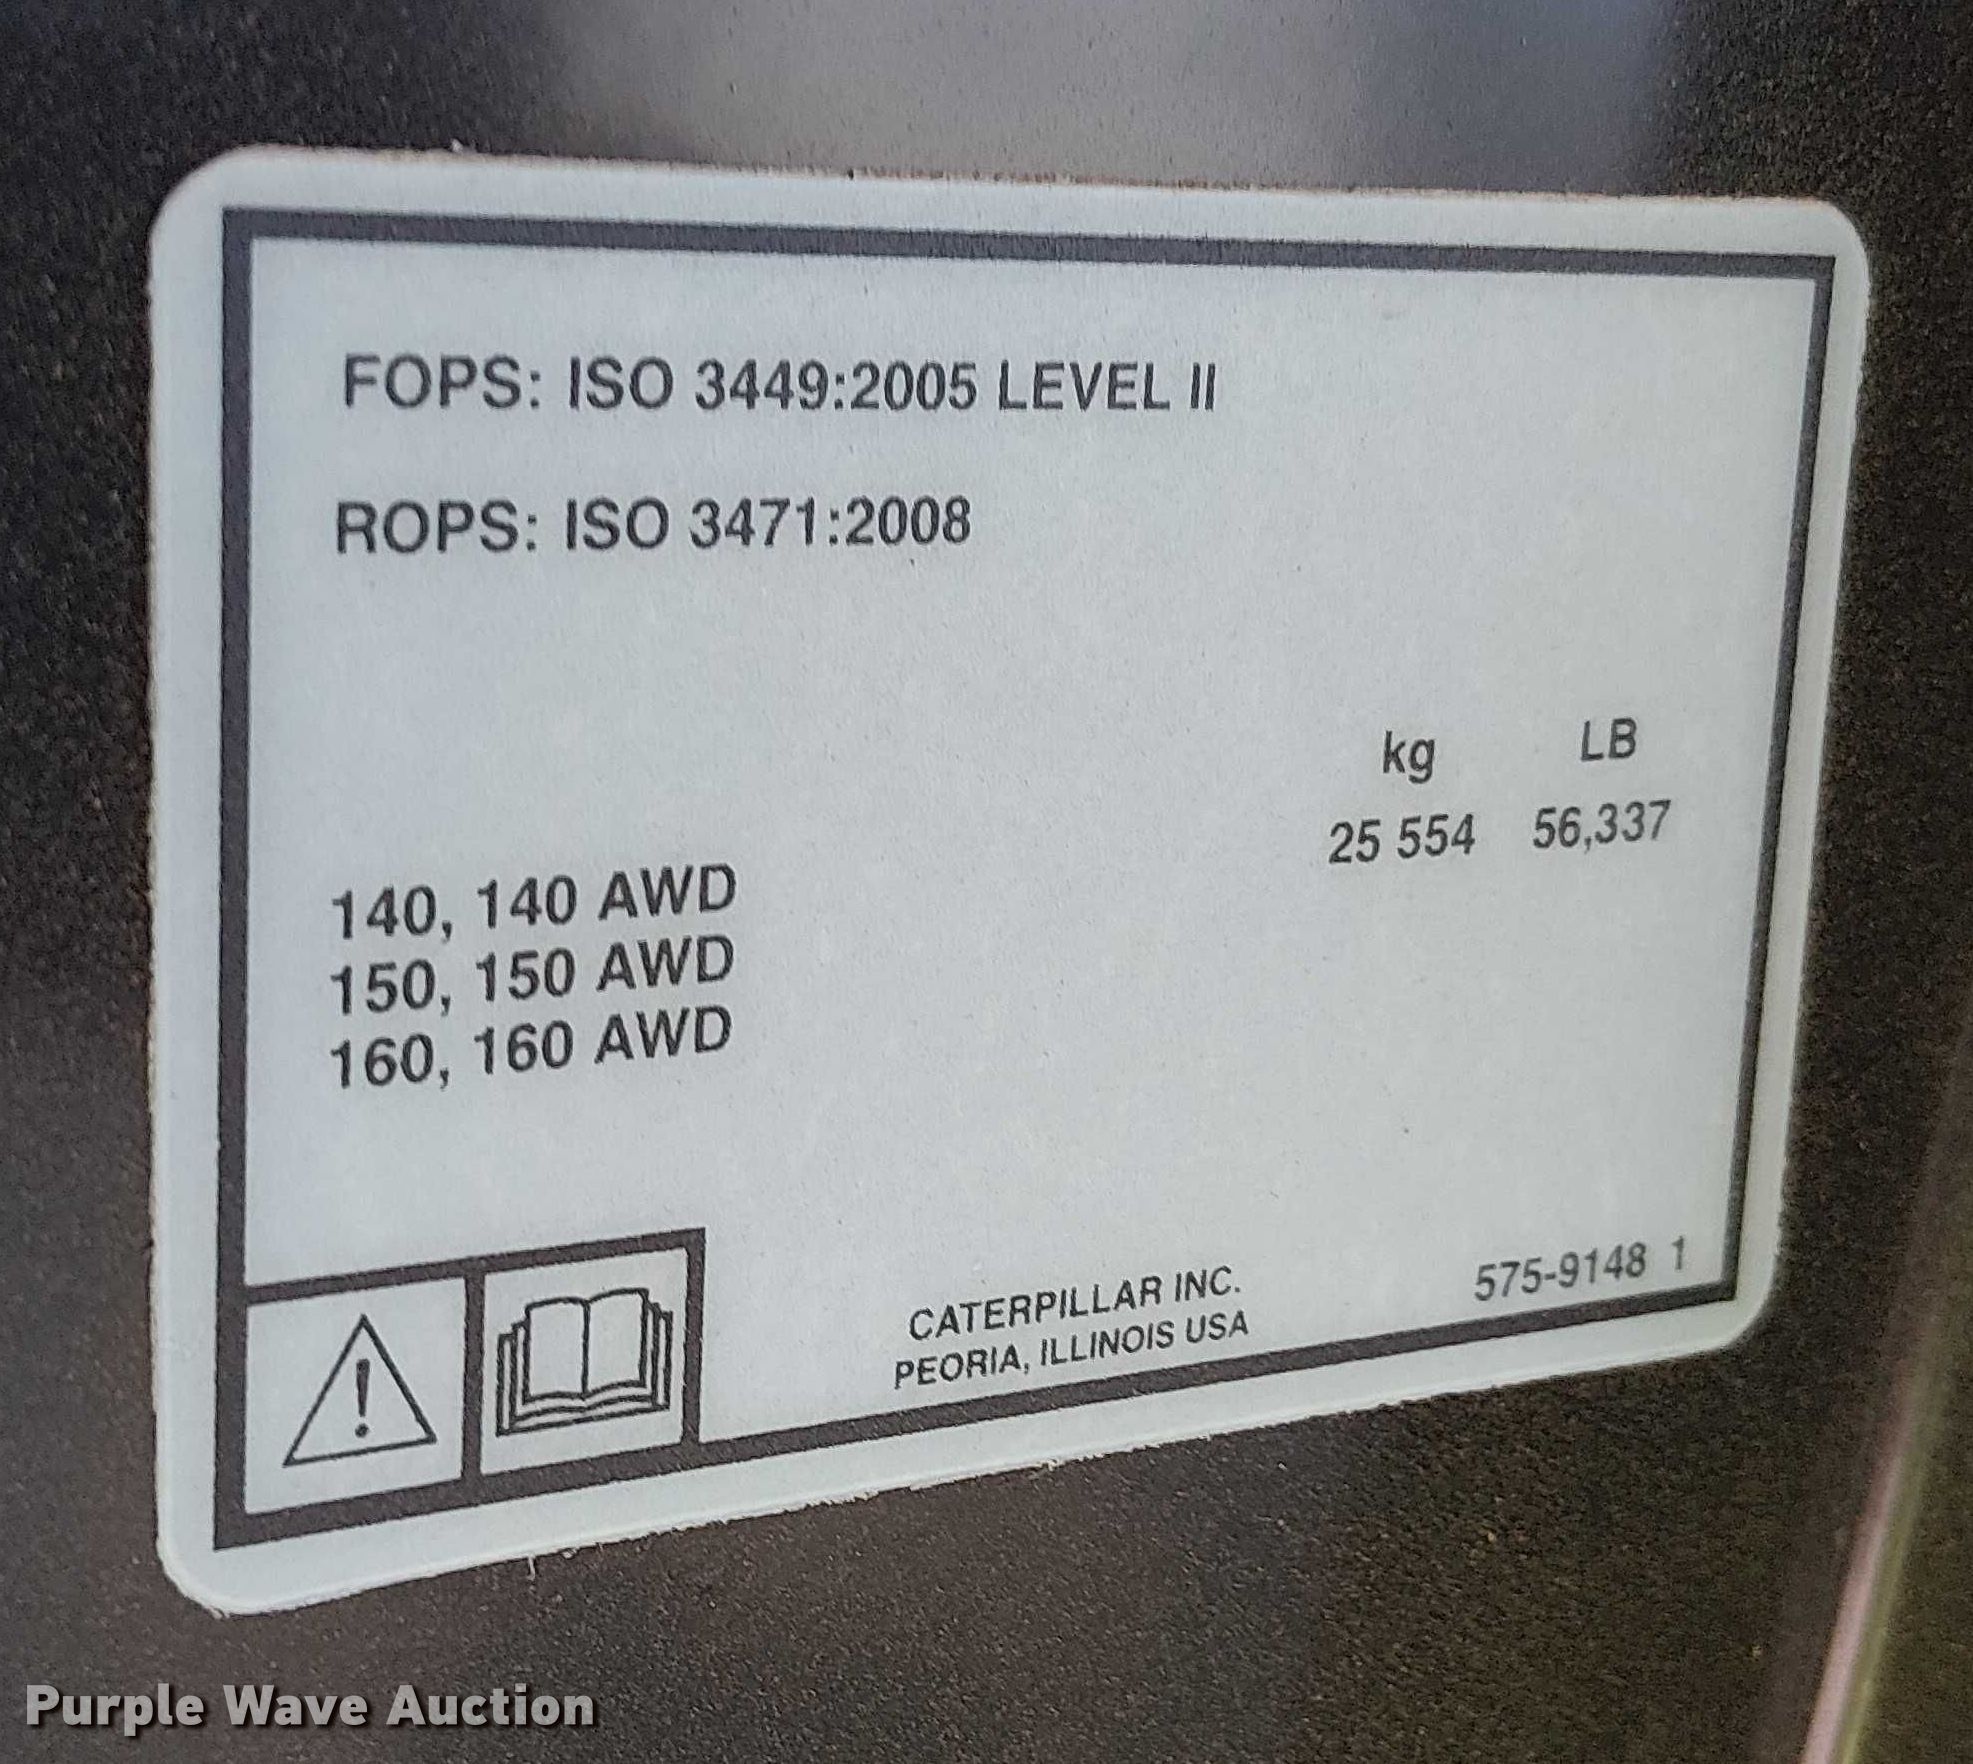 FOPS: ISO 3449:2005 LEVEL II
ROPS: ISO 3471:2008
kg LB
140, 140 AWD 25 554 56,337
150, 150 AWD
160, 160 AWD
CATERPILLAR INC.
PEORIA, ILLINOIS USA
575-9148 1
Purple Wave Auction